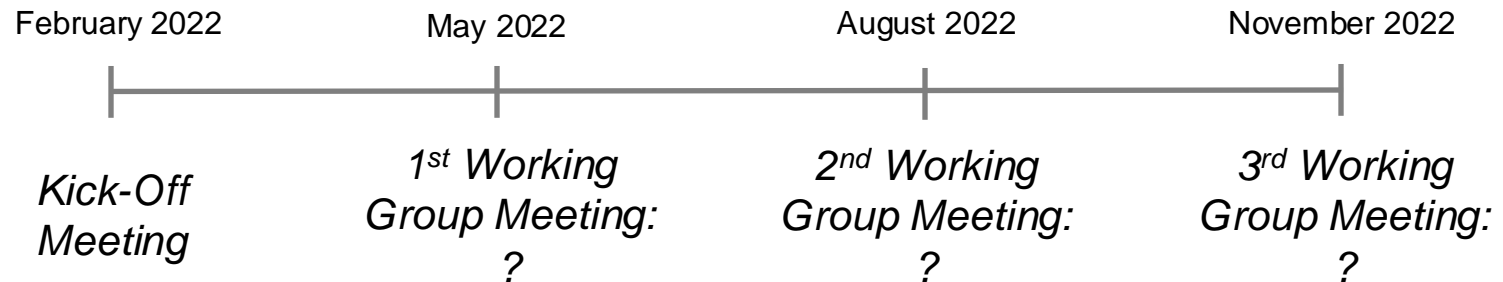 February 2022
May 2022
August 2022
November 2022
Kick-Off
Meeting
1st Working
Group Meeting:
?
2nd Working
Group Meeting:
?
3rd Working
Group Meeting:
?